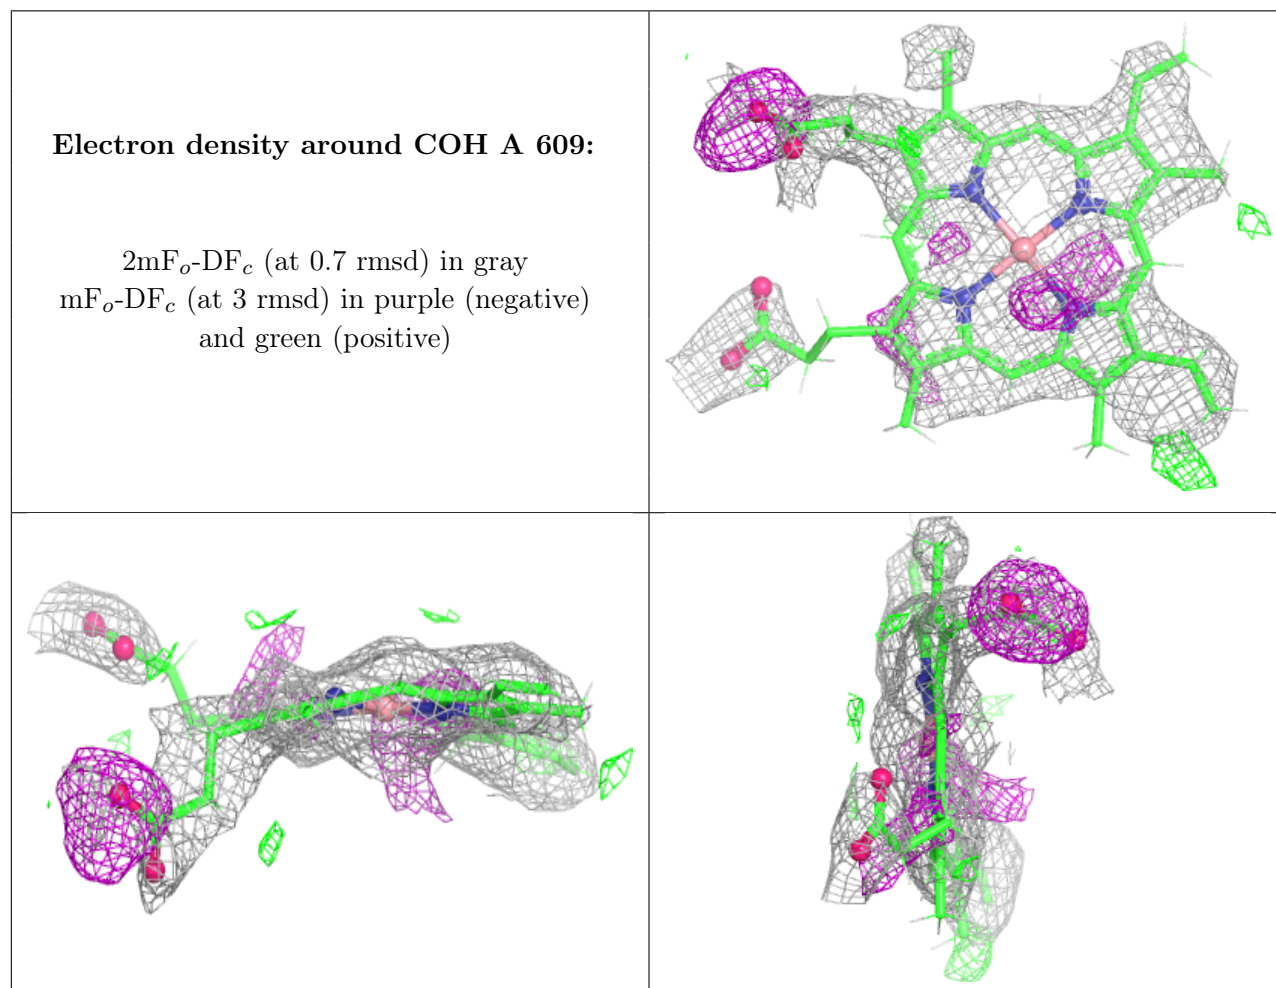 Electron density around COH A 609:
2mFo-DFc (at 0.7 rmsd) in gray
mFo-DFc (at 3 rmsd) in purple (negative)
and green (positive)